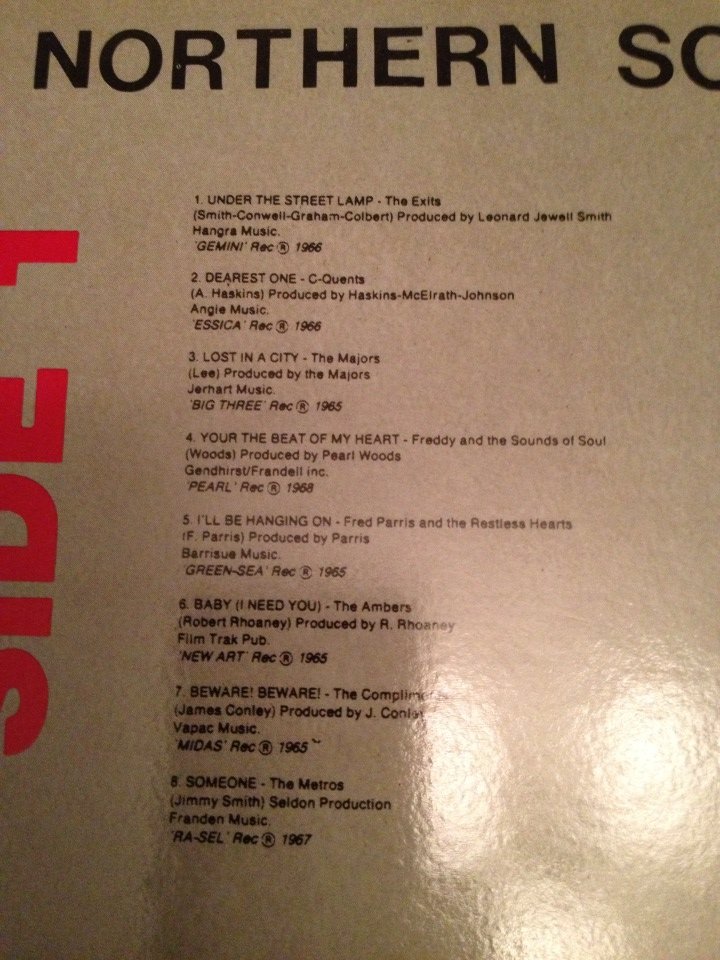 NORTHERN
SIDE 1
1. UNDER THE STREET LAMP - The Exits
(Smith-Conwell-Graham-Colbert) Produced by Leonard Jewell Smith
Hangra Music.
'GEMINI' Rec Ⓡ 1966
2. DEAREST ONE - C-Quents
(A. Haskins) Produced by Haskins-McElrath-Johnson
Angie Music.
'ESSICA' Rec Ⓡ 1966
3. LOST IN A CITY - The Majors
(Lee) Produced by the Majors
Jerhart Music.
'BIG THREE' Rec Ⓡ 1965
4. YOUR THE BEAT OF MY HEART - Freddy and the Sounds of Soul
(Woods) Produced by Pearl Woods
Gendhirst/Frandell inc.
'PEARL' Rec Ⓡ 1968
5. I'LL BE HANGING ON - Fred Parris and the Restless Hearts
(F. Parris) Produced by Parris
Barrisue Music.
'GREEN-SEA' Rec Ⓡ 1965
6. BABY (I NEED YOU) - The Ambers
(Robert Rhoaney) Produced by R. Rhoaney
Film Trak Pub.
'NEW ART' Rec Ⓡ 1965
7. BEWARE! BEWARE! - The
(James Conley) Produced by J. Conley
Vapac Music.
'MIDAS' Rec Ⓡ 1965
8. SOMEONE - The Metros
(Jimmy Smith) Seldon Production
Franden Music.
'RA-SEL' Rec Ⓡ 1967